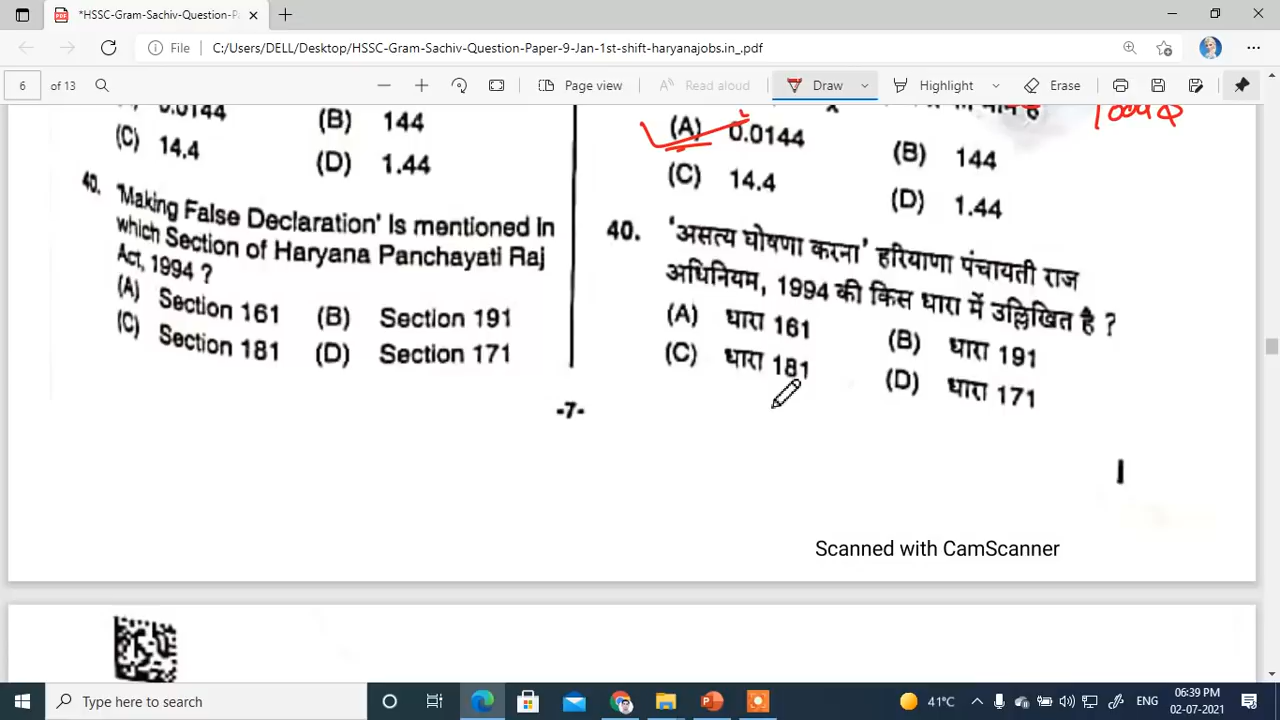 *HSSC-Gram-Sachiv-Question-Pape
File
C:/Users/DELL/Desktop/HSSC-Gram-Sachiv-Question-Paper-9-Jan-1st-shift-haryanajobs.in_.pdf
6 of 13
Page view
Read aloud
Draw
Highlight
Erase
0.0144
(B) 144
(C) 14.4
(D) 1.44
40. 'Making False Declaration' Is mentioned in
which Section of Haryana Panchayati Raj
Act, 1994 ?
(A) Section 161 (B) Section 191
(C) Section 181 (D) Section 171
-7-
(A) 0.0144
(B) 144
(C) 14.4
(D) 1.44
40. 'असत्य घोषणा करना' हरियाणा पंचायती राज
अधिनियम, 1994 की किस धारा में उल्लिखित है ?
(A) धारा 161
(B) धारा 191
(C) धारा 181
(D) धारा 171
Scanned with CamScanner
Type here to search
41°C
ENG
06:39 PM
02-07-2021